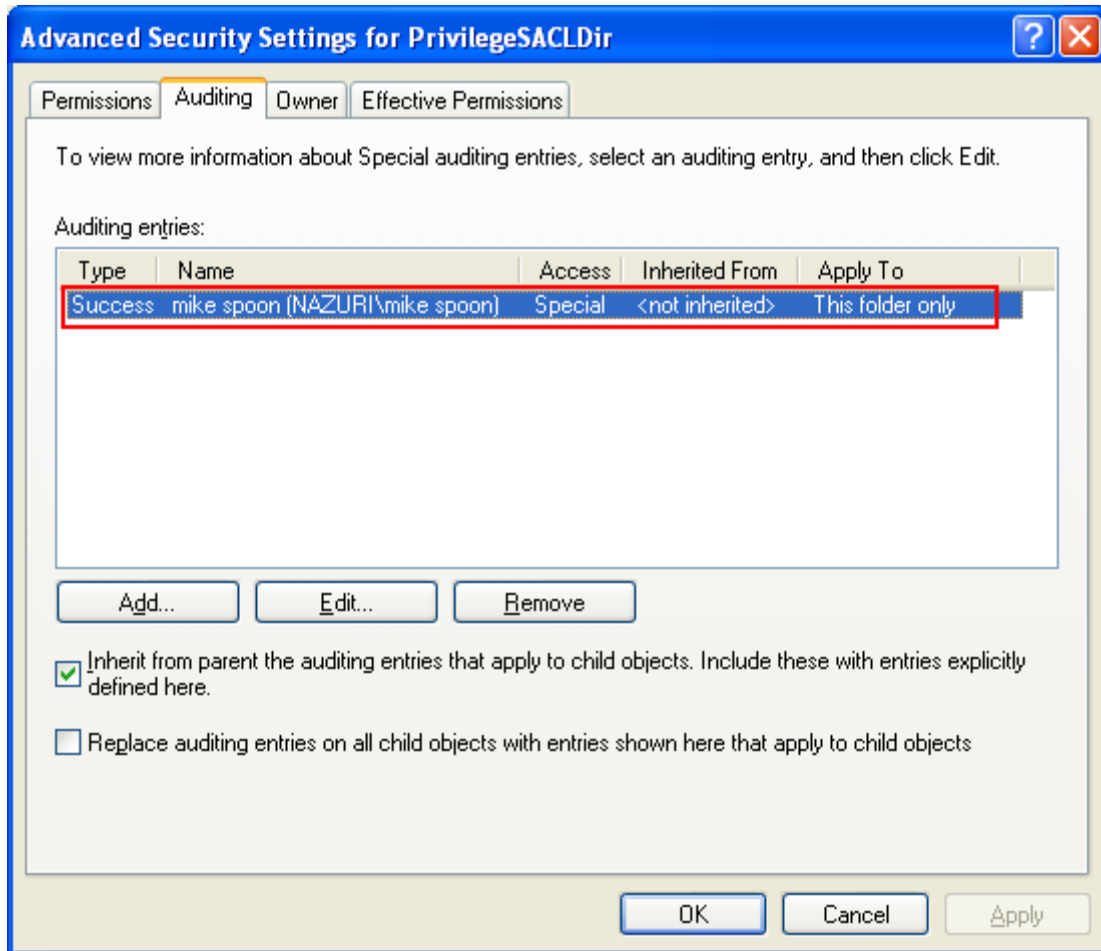 Advanced Security Settings for PrivilegeSACLDir
Permissions Auditing Owner Effective Permissions
To view more information about Special auditing entries, select an auditing entry, and then click Edit.
Auditing entries:
Type Name Access Inherited From Apply To
Success mike spoon (NAZURI\mike spoon) Special <not inherited> This folder only
Add... Edit... Remove
Inherit from parent the auditing entries that apply to child objects. Include these with entries explicitly
defined here.
Replace auditing entries on all child objects with entries shown here that apply to child objects
OK Cancel Apply